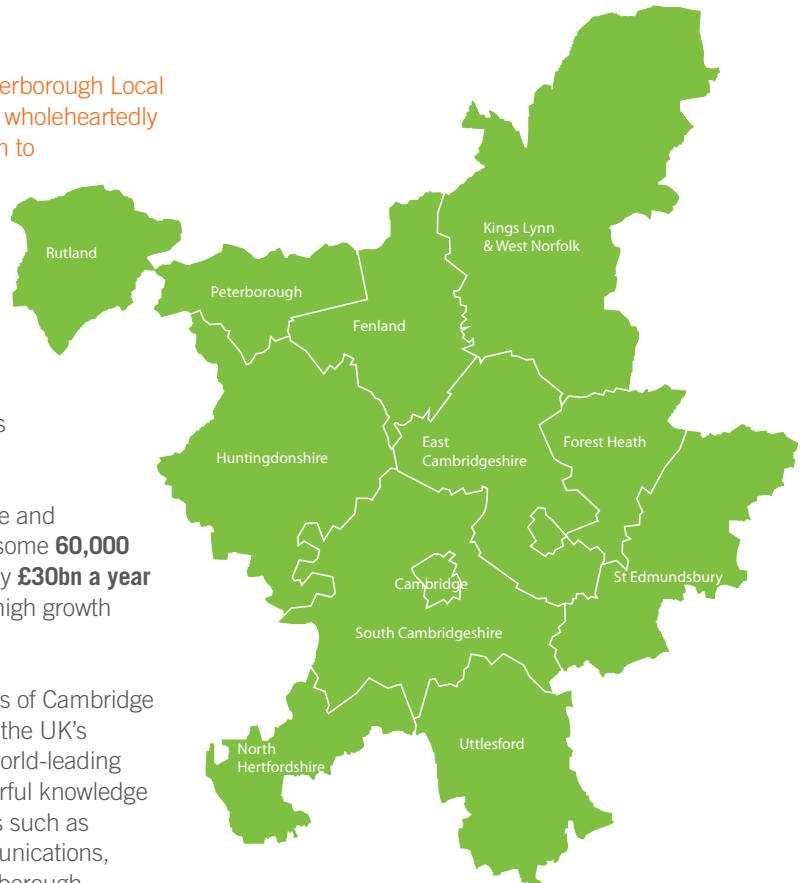 erborough Local
wholeheartedly
to
Rutland
Peterborough
Fenland
Kings Lynn
& West Norfolk
s
Huntingdonshire
East
Cambridgeshire
Forest Heath
e and
some 60,000
y £30bn a year
high growth
Cambridge
St Edmundsbury
South Cambridgeshire
s of Cambridge
the UK's
orld-leading
rful knowledge
s such as
unications,
borough
North
Hertfordshire
Uttlesford